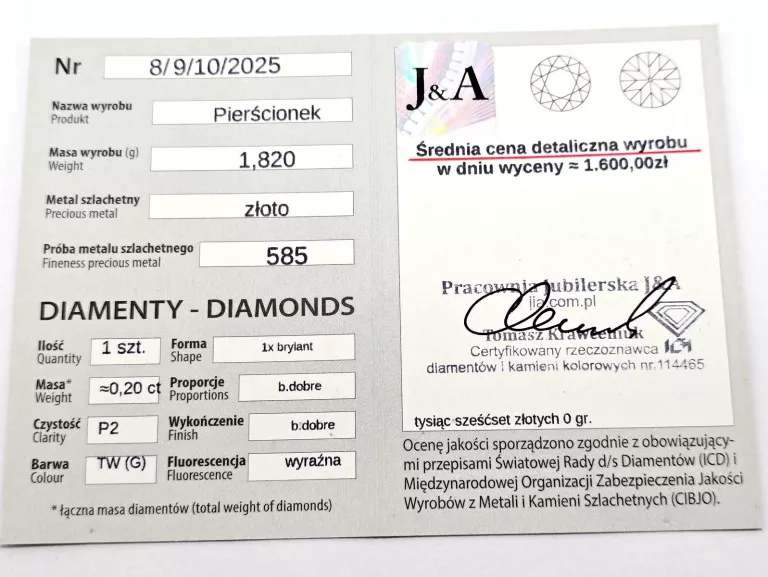 Nr 8/9/10/2025
Nazwa wyrobu
Produkt
Pierścionek
Masa wyrobu (g)
Weight
1,820
Metal szlachetny
Precious metal
złoto
Próba metalu szlachetnego
Fineness precious metal
585
DIAMENTY - DIAMONDS
Ilość
Quantity
1 szt.
Forma
Shape
1x brylant
Masa*
Weight
≈0,20 ct
Proporcje
Proportions
b.dobre
Czystość
Clarity
P2
Wykończenie
Finish
b.dobre
Barwa
Colour
TW (G)
Fluorescencja
Fluorescence
wyraźna
* łączna masa diamentów (total weight of diamonds)
J&A
Średnia cena detaliczna wyrobu
w dniu wyceny ≈ 1.600,00zł
Pracownia Jubilerska J&A
jia.com.pl
Tomasz
Certyfikowany rzeczoznawca
diamentów i kamieni kolorowych nr.114465
tysiąc sześćset złotych 0 gr.
Ocenę jakości sporządzono zgodnie z obowiązujący-
mi przepisami Światowej Rady d/s Diamentów (ICD) i
Międzynarodowej Organizacji Zabezpieczenia Jakości
Wyrobów z Metali i Kamieni Szlachetnych (CIBJO).